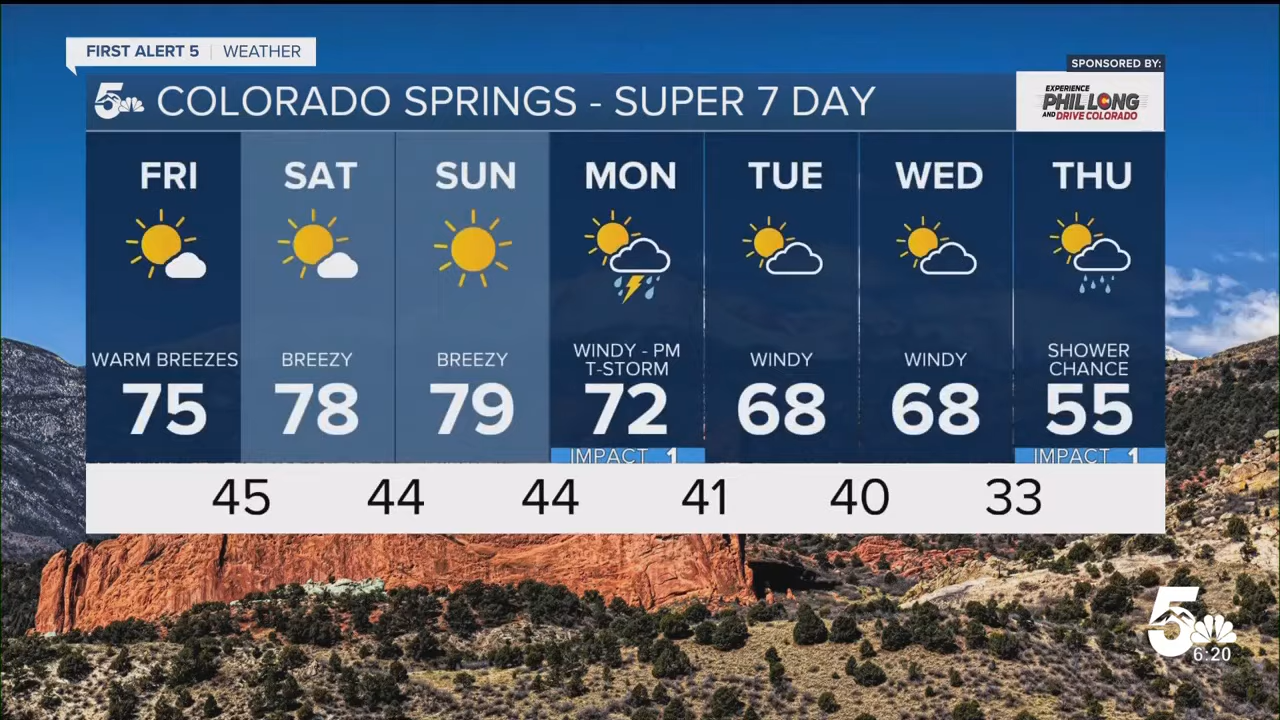 FIRST ALERT 5 | WEATHER
SPONSORED BY:
5 COLORADO SPRINGS - SUPER 7 DAY
EXPERIENCE
PHIL LONG
AND DRIVE COLORADO
FRI SAT SUN MON TUE WED THU
WARM BREEZES BREEZY BREEZY WINDY - PM T-STORM WINDY WINDY SHOWER CHANCE
75 78 79 72 68 68 55
IMPACT 1 IMPACT 1
45 44 44 41 40 33
5
6:20